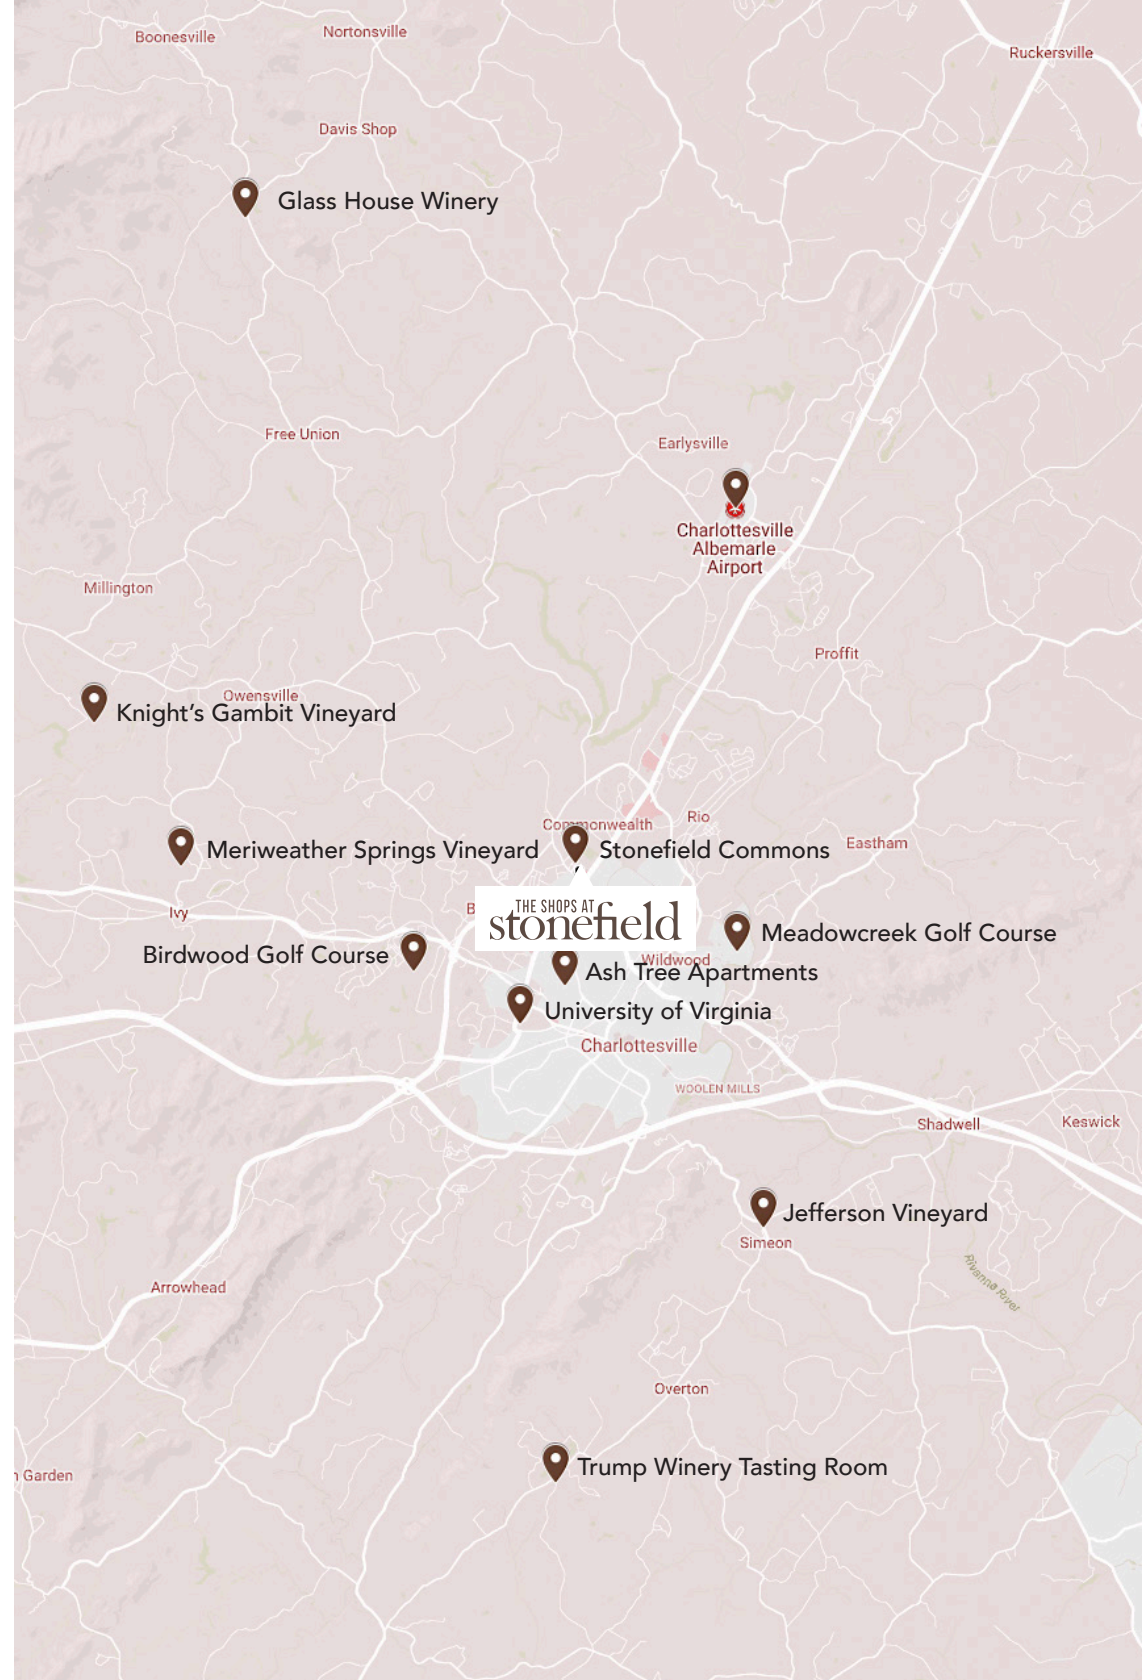 Boonesville
Nortonsville
Ruckersville
Davis Shop
Glass House Winery
Free Union
Earlysville
Charlottesville
Albemarle
Airport
Millington
Proffit
Owensville
Knight's Gambit Vineyard
Rio
Commonwealth
Eastham
Meriweather Springs Vineyard
Stonefield Commons
Ivy
B
THE SHOPS AT
stonefield
Meadowcreek Golf Course
Birdwood Golf Course
Wildwood
Ash Tree Apartments
University of Virginia
Charlottesville
WOOLEN MILLS
Shadwell
Keswick
Jefferson Vineyard
Simeon
Rivanna River
Arrowhead
Overton
Trump Winery Tasting Room
n Garden